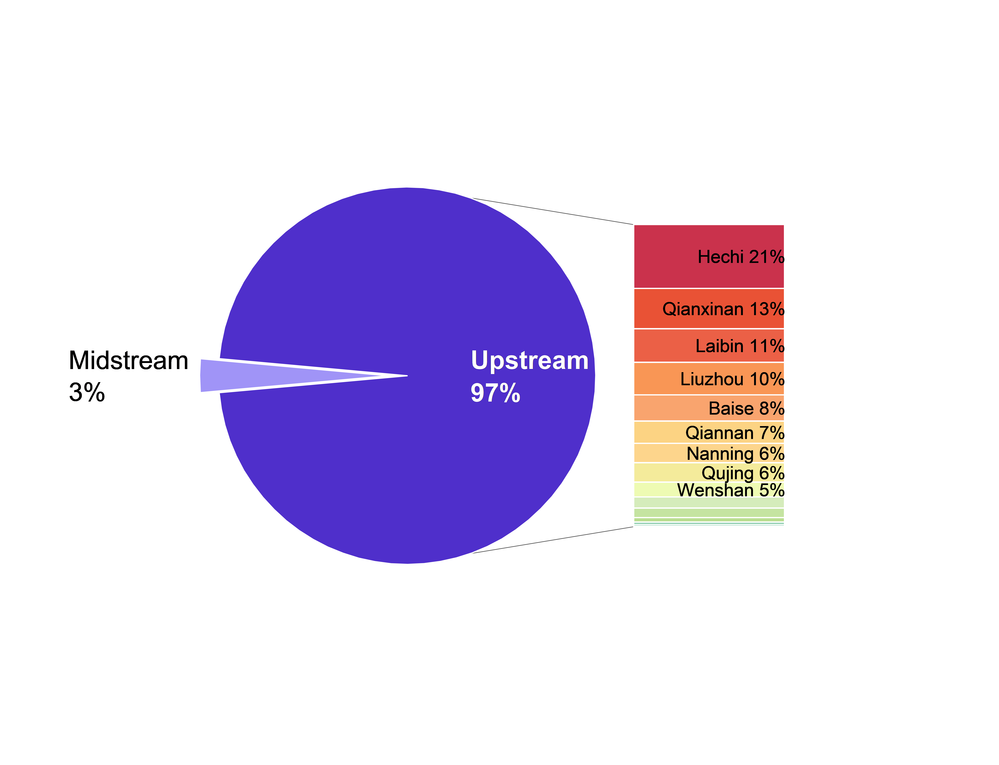 Midstream
3%
Upstream
97%
Hechi 21%
Qianxinan 13%
Laibin 11%
Liuzhou 10%
Baise 8%
Qiannan 7%
Nanning 6%
Qujing 6%
Wenshan 5%